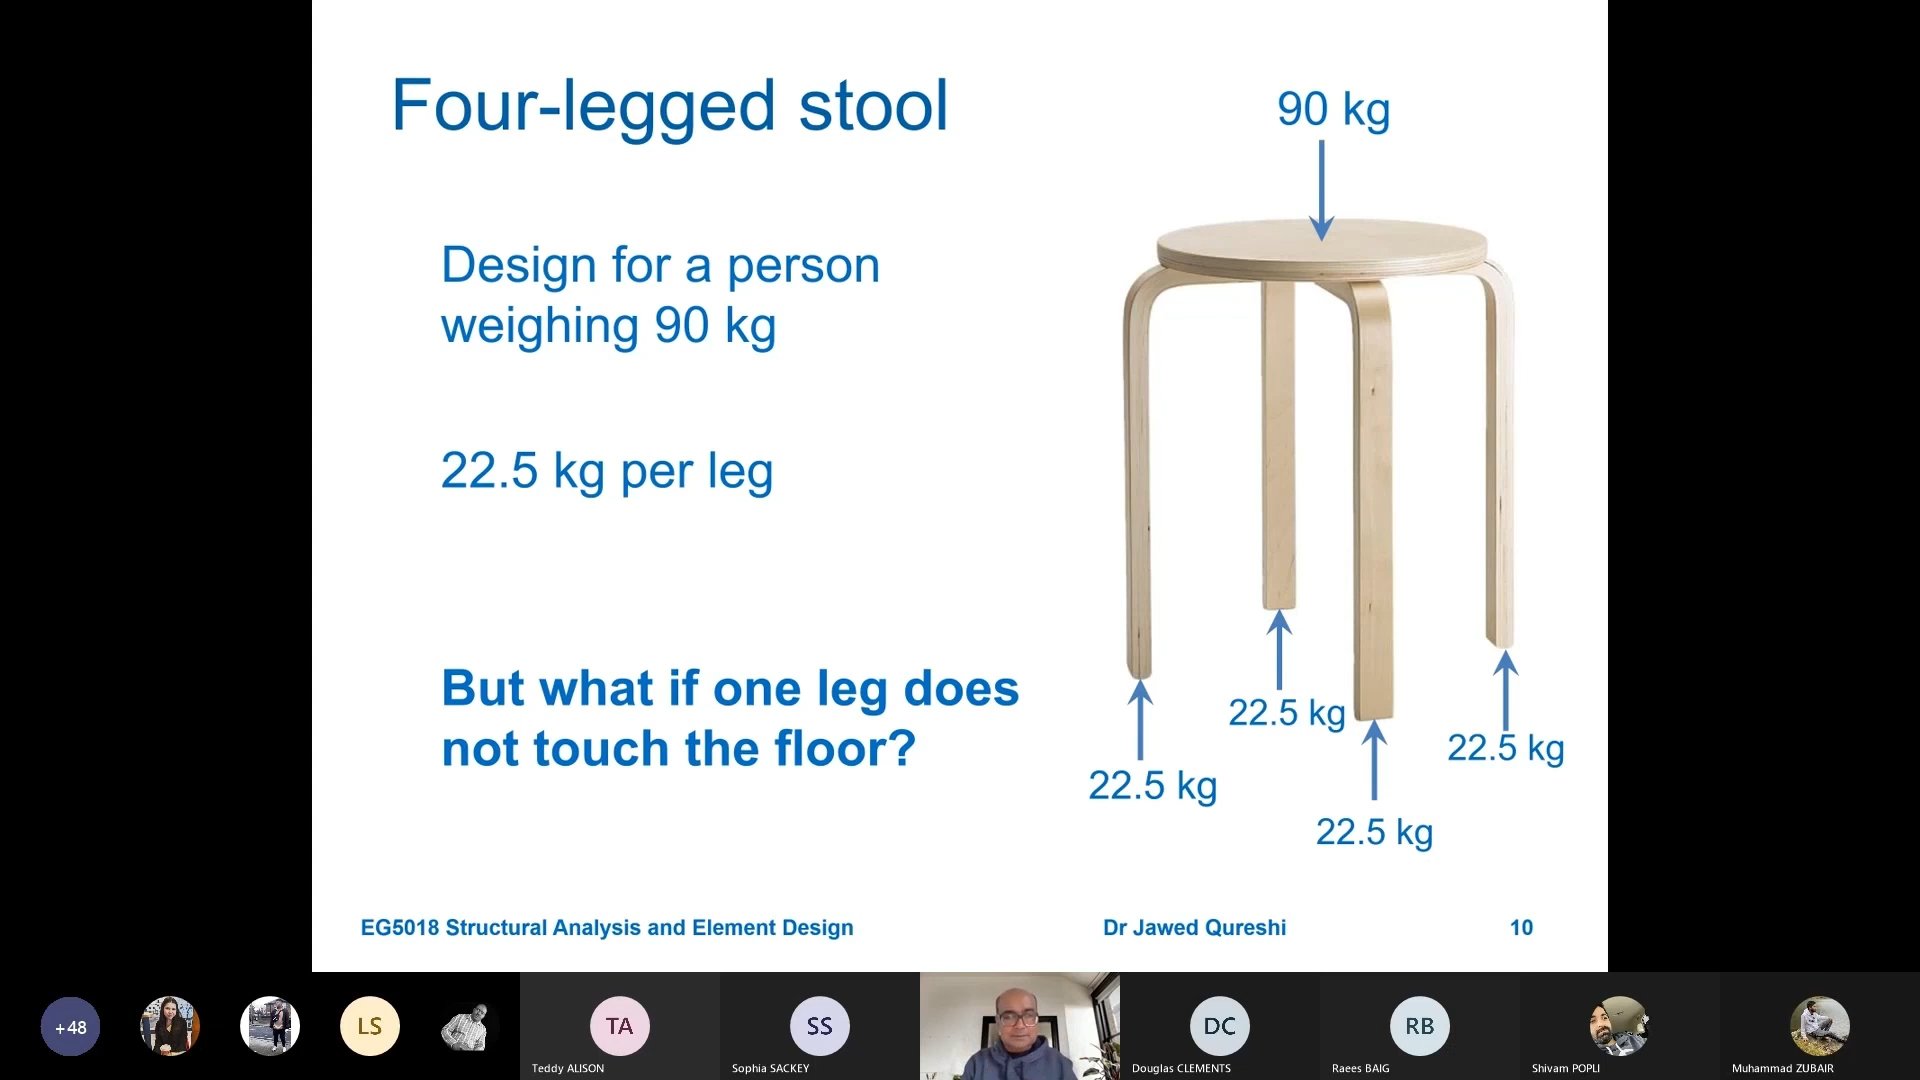 Four-legged stool
90 kg
Design for a person
weighing 90 kg
22.5 kg per leg
But what if one leg does
not touch the floor?
22.5 kg
22.5 kg
22.5 kg
22.5 kg
EG5018 Structural Analysis and Element Design
Dr Jawed Qureshi
10
+48
LS
TA
Teddy ALISON
SS
Sophia SACKEY
DC
Douglas CLEMENTS
RB
Raees BAIG
Shivam POPLI
Muhammad ZUBAIR